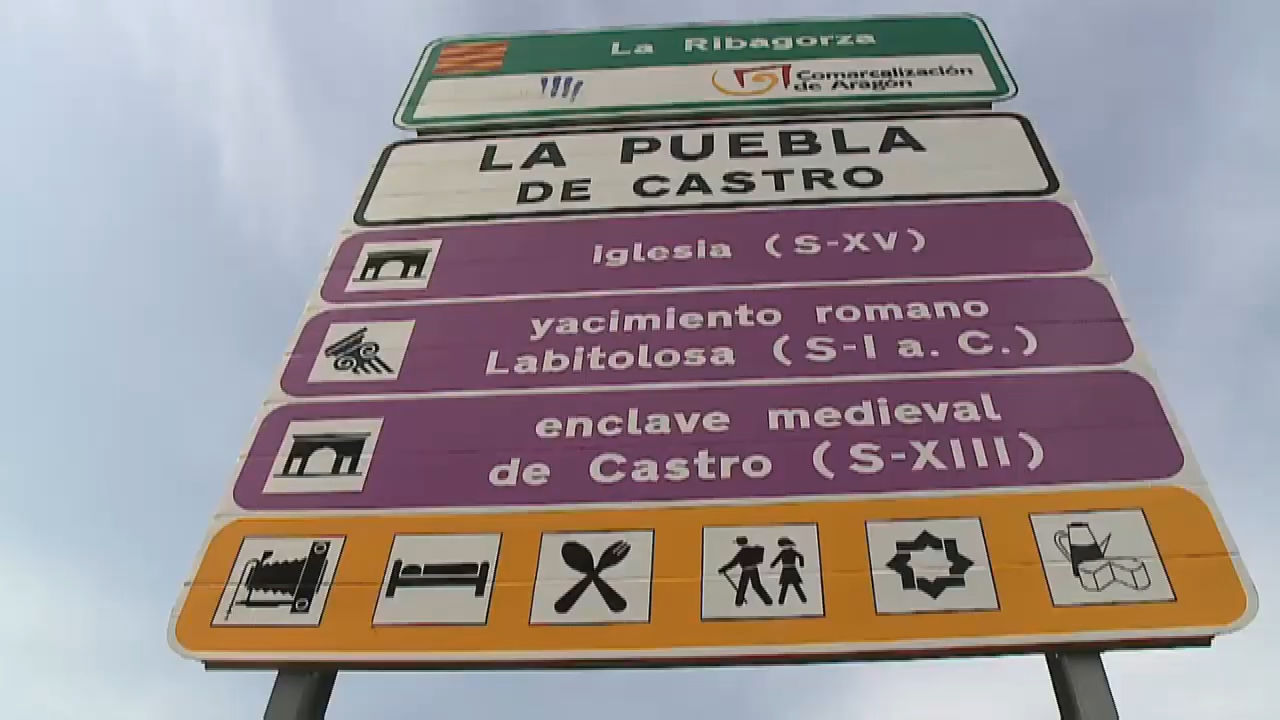 La Ribagorza
Comarcalización
de Aragón
LA PUEBLA
DE CASTRO
iglesia (S-XV)
yacimiento romano
Labitolosa (S-I a. C.)
enclave medieval
de Castro (S-XIII)